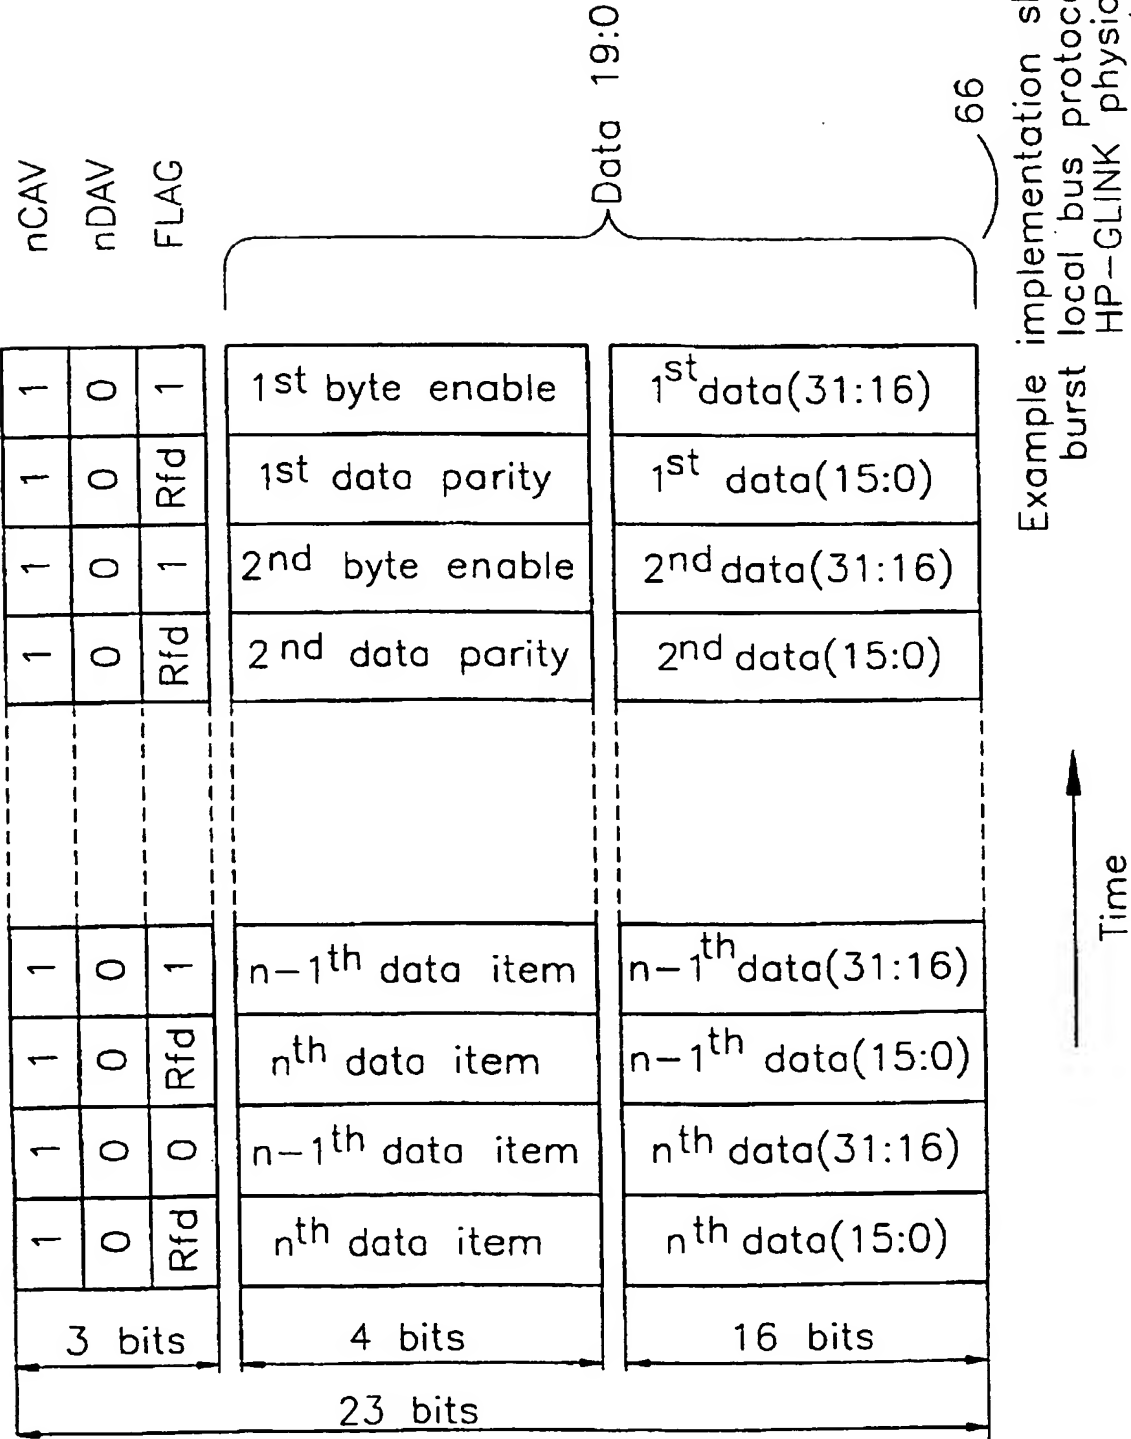 nCAV
nDAV
FLAG
Data 19:0
66
1 0 1 1st byte enable 1st data(31:16)
1 0 Rfd 1st data parity 1st data(15:0)
1 0 1 2nd byte enable 2nd data(31:16)
1 0 Rfd 2nd data parity 2nd data(15:0)
1 0 1 n-1th data item n-1th data(31:16)
1 0 Rfd nth data item n-1th data(15:0)
1 0 0 n-1th data item nth data(31:16)
1 0 Rfd nth data item nth data(15:0)
3 bits 4 bits 16 bits
23 bits
Time
Example implementation
burst local bus
HP-GLINK